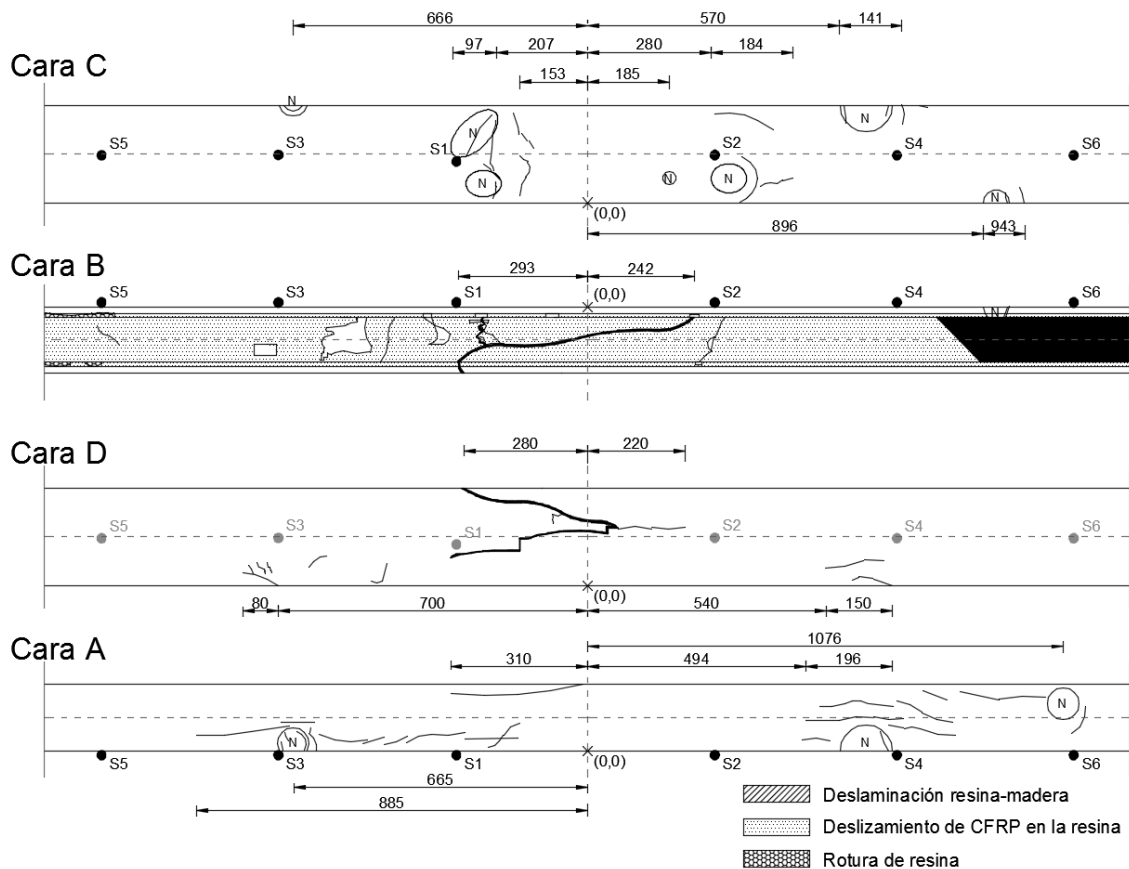 666 570 141
97 207 280 184
Cara C
153 185
N
S5 S3 S1 N N N N S2 N S4 N S6
(0,0)
896 943
Cara B
293 242
S5 S3 S1 (0,0) S2 S4 S6
N
Cara D
280 220
S5 S3 S1 S2 S4 S6
80 700 (0,0) 540 150
Cara A
1076
310 494 196
N
N N
S5 S3 S1 (0,0) S2 S4 S6
665
885
Deslaminación resina-madera
Deslizamiento de CFRP en la resina
Rotura de resina